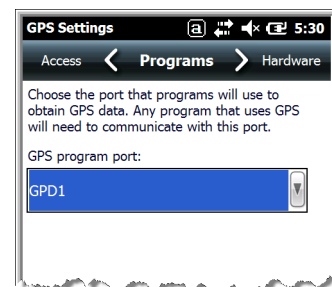 GPS Settings a 5:30
Access Programs Hardware
Choose the port that programs will use to
obtain GPS data. Any program that uses GPS
will need to communicate with this port.
GPS program port:
GPD1